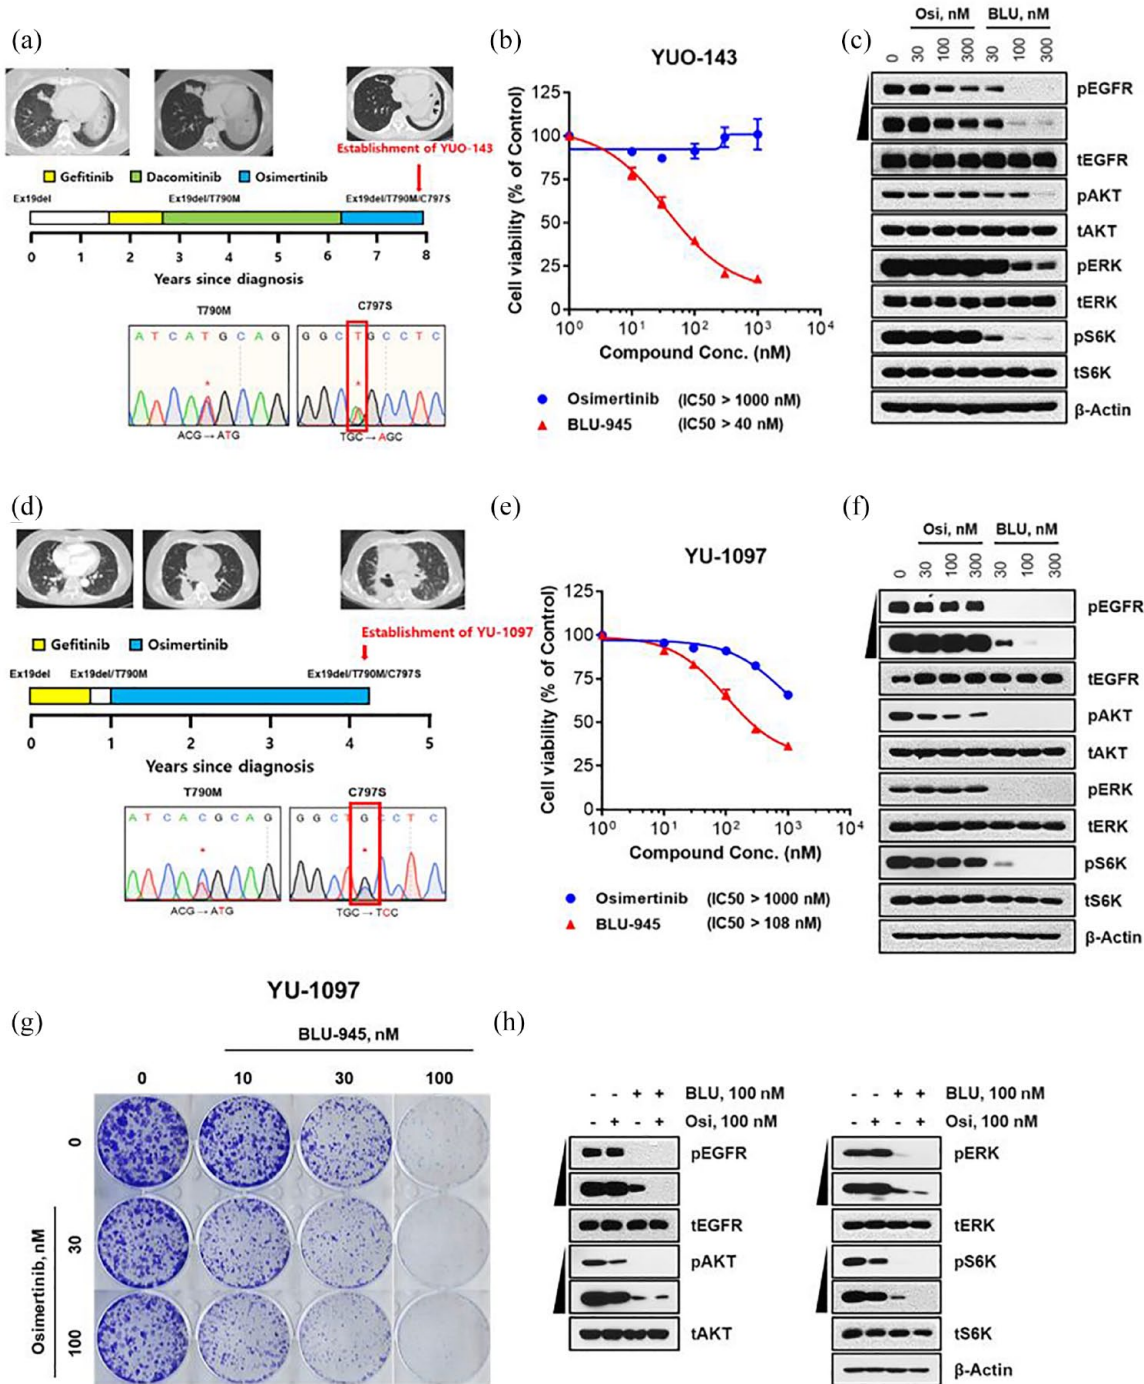 (a)
Establishment of YUO-143
Gefitinib Dacomitinib Osimertinib
Ex19del Ex19del/T790M Ex19del/T790M/C797S
0 1 2 3 4 5 6 7 8
Years since diagnosis
T790M C797S
A T C A T G C A G G G C T G C C T C
* *
ACG → ATG TGC → AGC
(b)
YUO-143
Cell viability (% of Control)
125
100
75
50
25
0
10⁰ 10¹ 10² 10³ 10⁴
Compound Conc. (nM)
Osimertinib (IC50 > 1000 nM)
BLU-945 (IC50 > 40 nM)
(c)
Osi, nM BLU, nM
0 30 100 300 30 100 300
pEGFR
tEGFR
pAKT
tAKT
pERK
tERK
pS6K
tS6K
β-Actin
(d)
Establishment of YU-1097
Gefitinib Osimertinib
Ex19del Ex19del/T790M Ex19del/T790M/C797S
0 1 2 3 4 5
Years since diagnosis
T790M C797S
A T C A C G C A G G G C T G C C T C
* *
ACG → ATG TGC → TCC
(e)
YU-1097
Cell viability (% of Control)
125
100
75
50
25
0
10⁰ 10¹ 10² 10³ 10⁴
Compound Conc. (nM)
Osimertinib (IC50 > 1000 nM)
BLU-945 (IC50 > 108 nM)
(f)
Osi, nM BLU, nM
0 30 100 300 30 100 300
pEGFR
tEGFR
pAKT
tAKT
pERK
tERK
pS6K
tS6K
β-Actin
YU-1097
(g)
BLU-945, nM
0 10 30 100
Osimertinib, nM
0
30
100
(h)
- - + + BLU, 100 nM
- + - + Osi, 100 nM
pEGFR
tEGFR
pAKT
tAKT
- - + + BLU, 100 nM
- + - + Osi, 100 nM
pERK
tERK
pS6K
tS6K
β-Actin